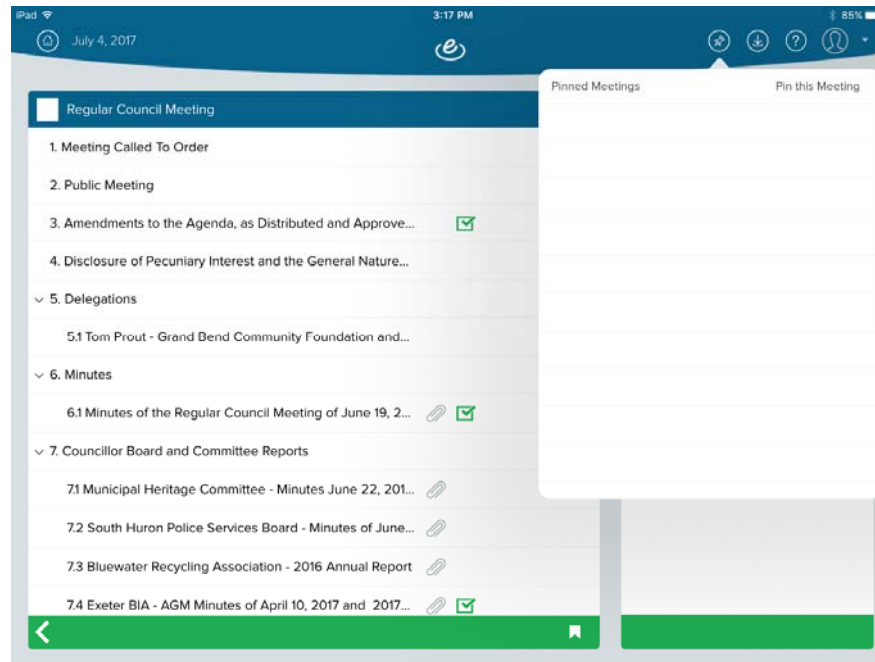 iPad 3:17 PM 85%
July 4, 2017
e
?
Pinned Meetings Pin this Meeting
Regular Council Meeting
1. Meeting Called To Order
2. Public Meeting
3. Amendments to the Agenda, as Distributed and Approve...
4. Disclosure of Pecuniary Interest and the General Nature...
5. Delegations
5.1 Tom Prout - Grand Bend Community Foundation and...
6. Minutes
6.1 Minutes of the Regular Council Meeting of June 19, 2...
7. Councillor Board and Committee Reports
7.1 Municipal Heritage Committee - Minutes June 22, 201...
7.2 South Huron Police Services Board - Minutes of June...
7.3 Bluewater Recycling Association - 2016 Annual Report
7.4 Exeter BIA - AGM Minutes of April 10, 2017 and 2017...